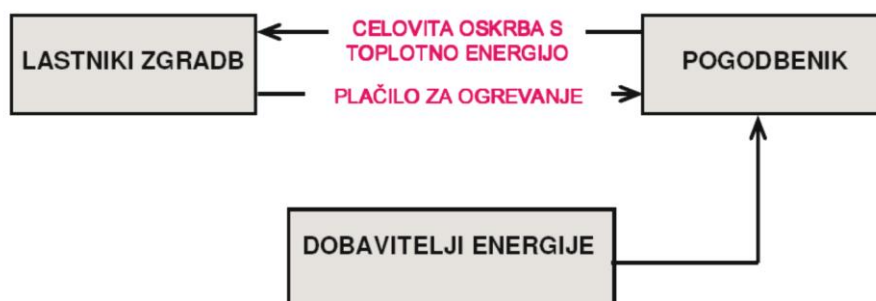 CELOVITA OSKRBA S
TOPLOTNO ENERGIJO
LASTNIKI ZGRADB
POGODBENIK
PLAČILO ZA OGREVANJE
DOBAVITELJI ENERGIJE